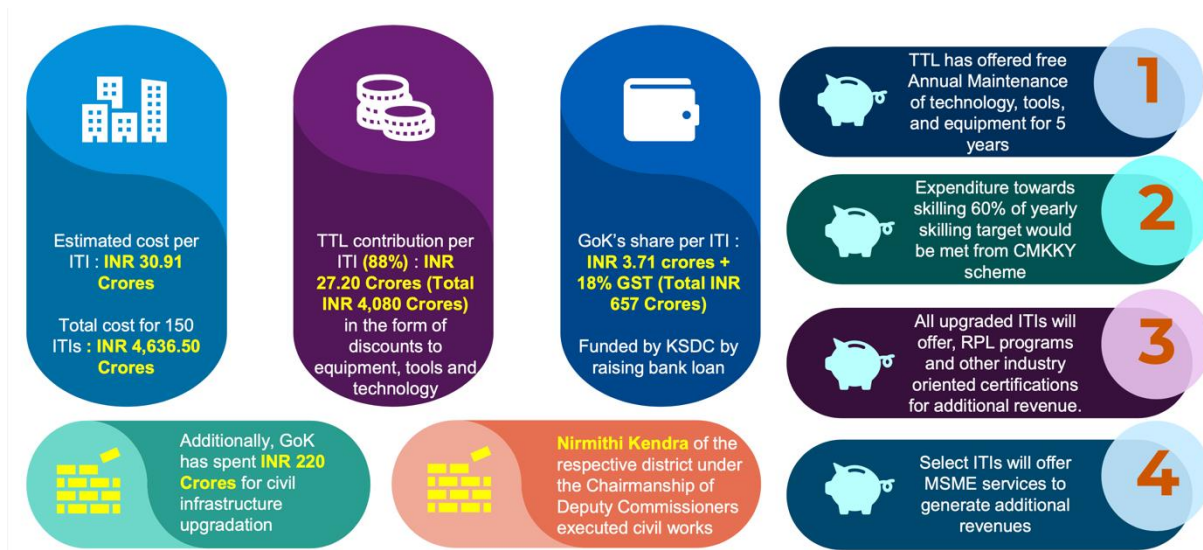 Estimated cost per
ITI : INR 30.91
Crores
Total cost for 150
ITIs : INR 4,636.50
Crores
TTL contribution per
ITI (88%) : INR
27.20 Crores (Total
INR 4,080 Crores)
in the form of
discounts to
equipment, tools and
technology
GoK's share per ITI :
INR 3.71 crores +
18% GST (Total INR
657 Crores)
Funded by KSDC by
raising bank loan
Additionally, GoK
has spent INR 220
Crores for civil
infrastructure
upgradation
Nirmithi Kendra of the
respective district under
the Chairmanship of
Deputy Commissioners
executed civil works
TTL has offered free
Annual Maintenance
of technology, tools,
and equipment for 5
years
1
Expenditure towards
skilling 60% of yearly
skilling target would
be met from CMKKY
scheme
2
All upgraded ITIs will
offer, RPL programs
and other industry
oriented certifications
for additional revenue.
3
Select ITIs will offer
MSME services to
generate additional
revenues
4